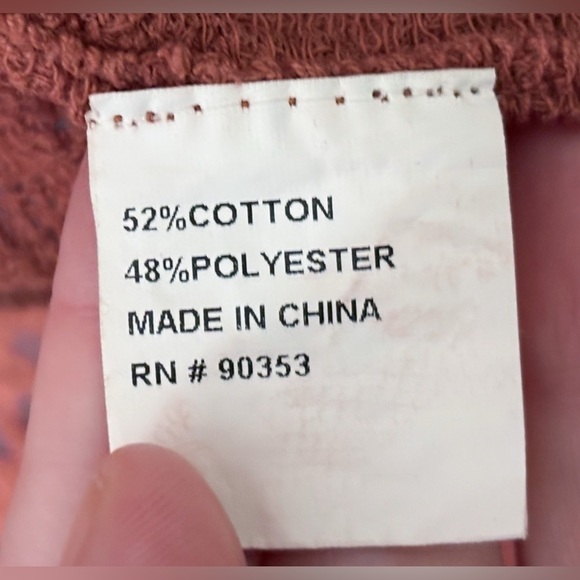 52%COTTON
48%POLYESTER
MADE IN CHINA
RN # 90353